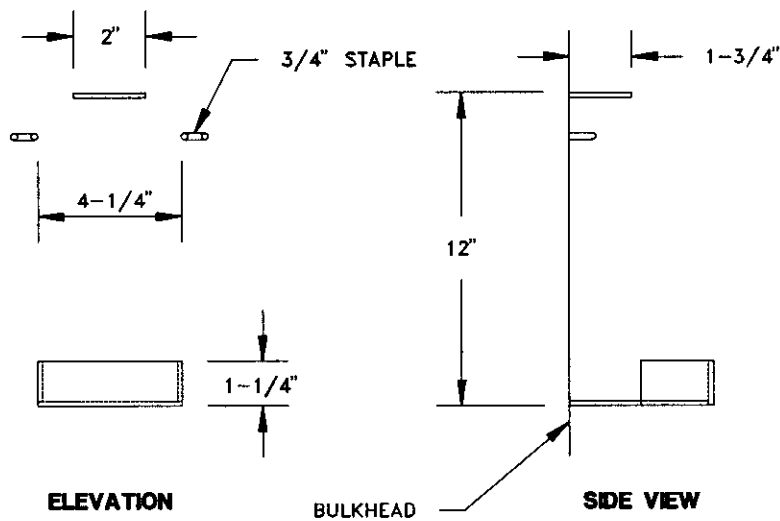 2"
3/4" STAPLE
1-3/4"
4-1/4"
12"
1-1/4"
ELEVATION
BULKHEAD
SIDE VIEW